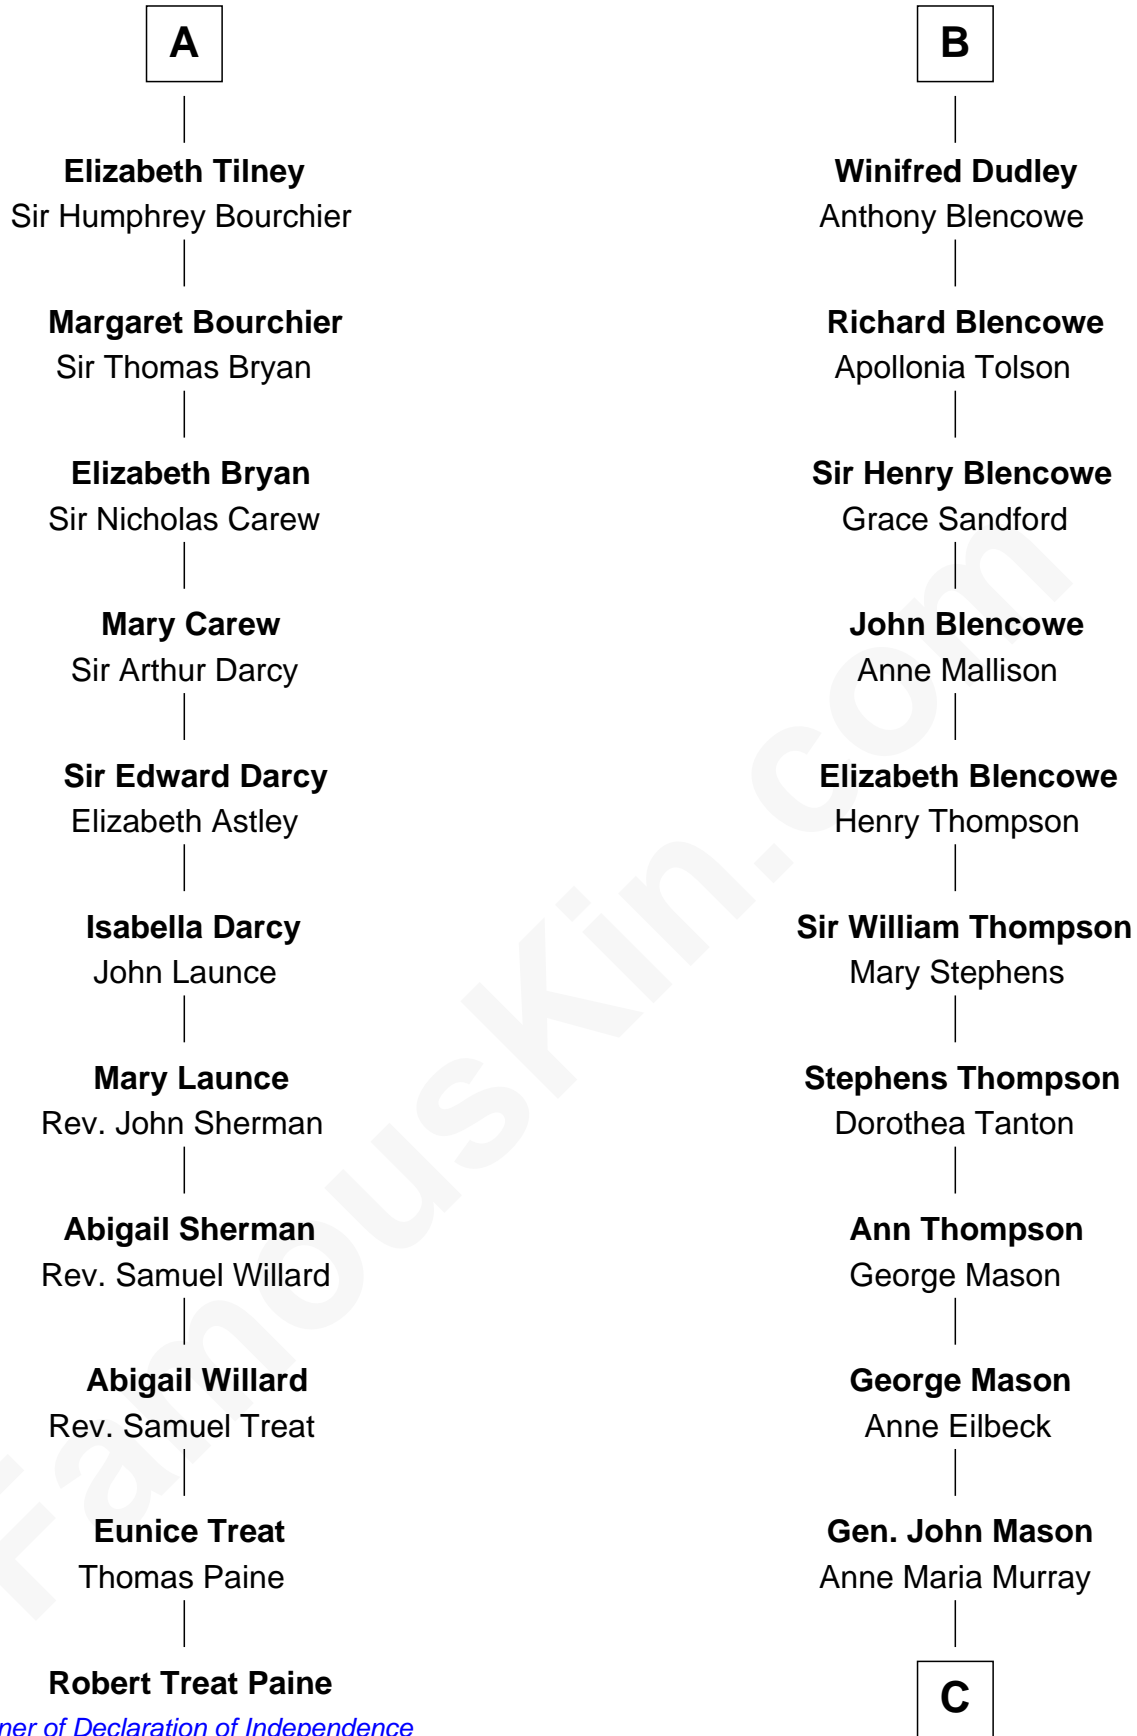 A
Elizabeth Tilney
Sir Humphrey Bourchier
Margaret Bourchier
Sir Thomas Bryan
Elizabeth Bryan
Sir Nicholas Carew
Mary Carew
Sir Arthur Darcy
Sir Edward Darcy
Elizabeth Astley
Isabella Darcy
John Launce
Mary Launce
Rev. John Sherman
Abigail Sherman
Rev. Samuel Willard
Abigail Willard
Rev. Samuel Treat
Eunice Treat
Thomas Paine
Robert Treat Paine
of Declaration of Independence
B
Winifred Dudley
Anthony Blencowe
Richard Blencowe
Apollonia Tolson
Sir Henry Blencowe
Grace Sandford
John Blencowe
Anne Mallison
Elizabeth Blencowe
Henry Thompson
Sir William Thompson
Mary Stephens
Stephens Thompson
Dorothea Tanton
Ann Thompson
George Mason
George Mason
Anne Eilbeck
Gen. John Mason
Anne Maria Murray
C
FamousKin.com